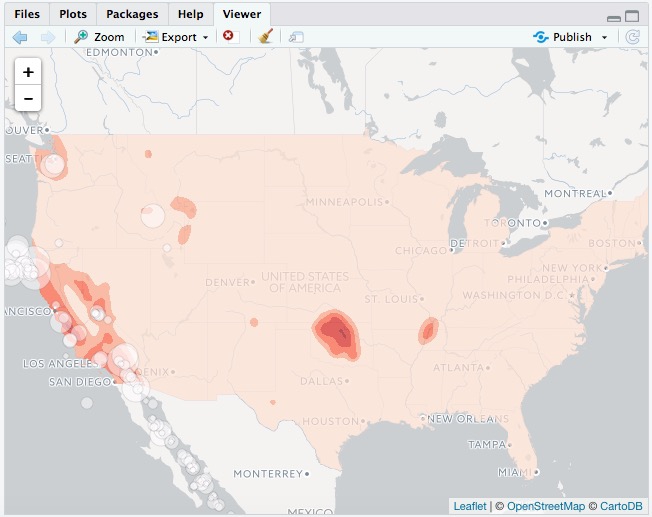 Files Plots Packages Help Viewer
Zoom Export Publish
EDMONTON
+
−
OUVER
SEATT
MINNEAPOLIS
MONTREAL
TORONTO
CHICAGO DETROIT BOSTON
NEW YORK
DENVER UNITED STATES PHILADELPHIA
OF AMERICA
ST. LOUIS WASHINGTON D.C.
ANCISCO
LOS ANGELES ENIX ATLANTA
SAN DIEGO DALLAS
HOUSTON NEW ORLEANS
TAMPA
MONTERREY MIAMI
MEXICO
Leaflet | © OpenStreetMap © CartoDB